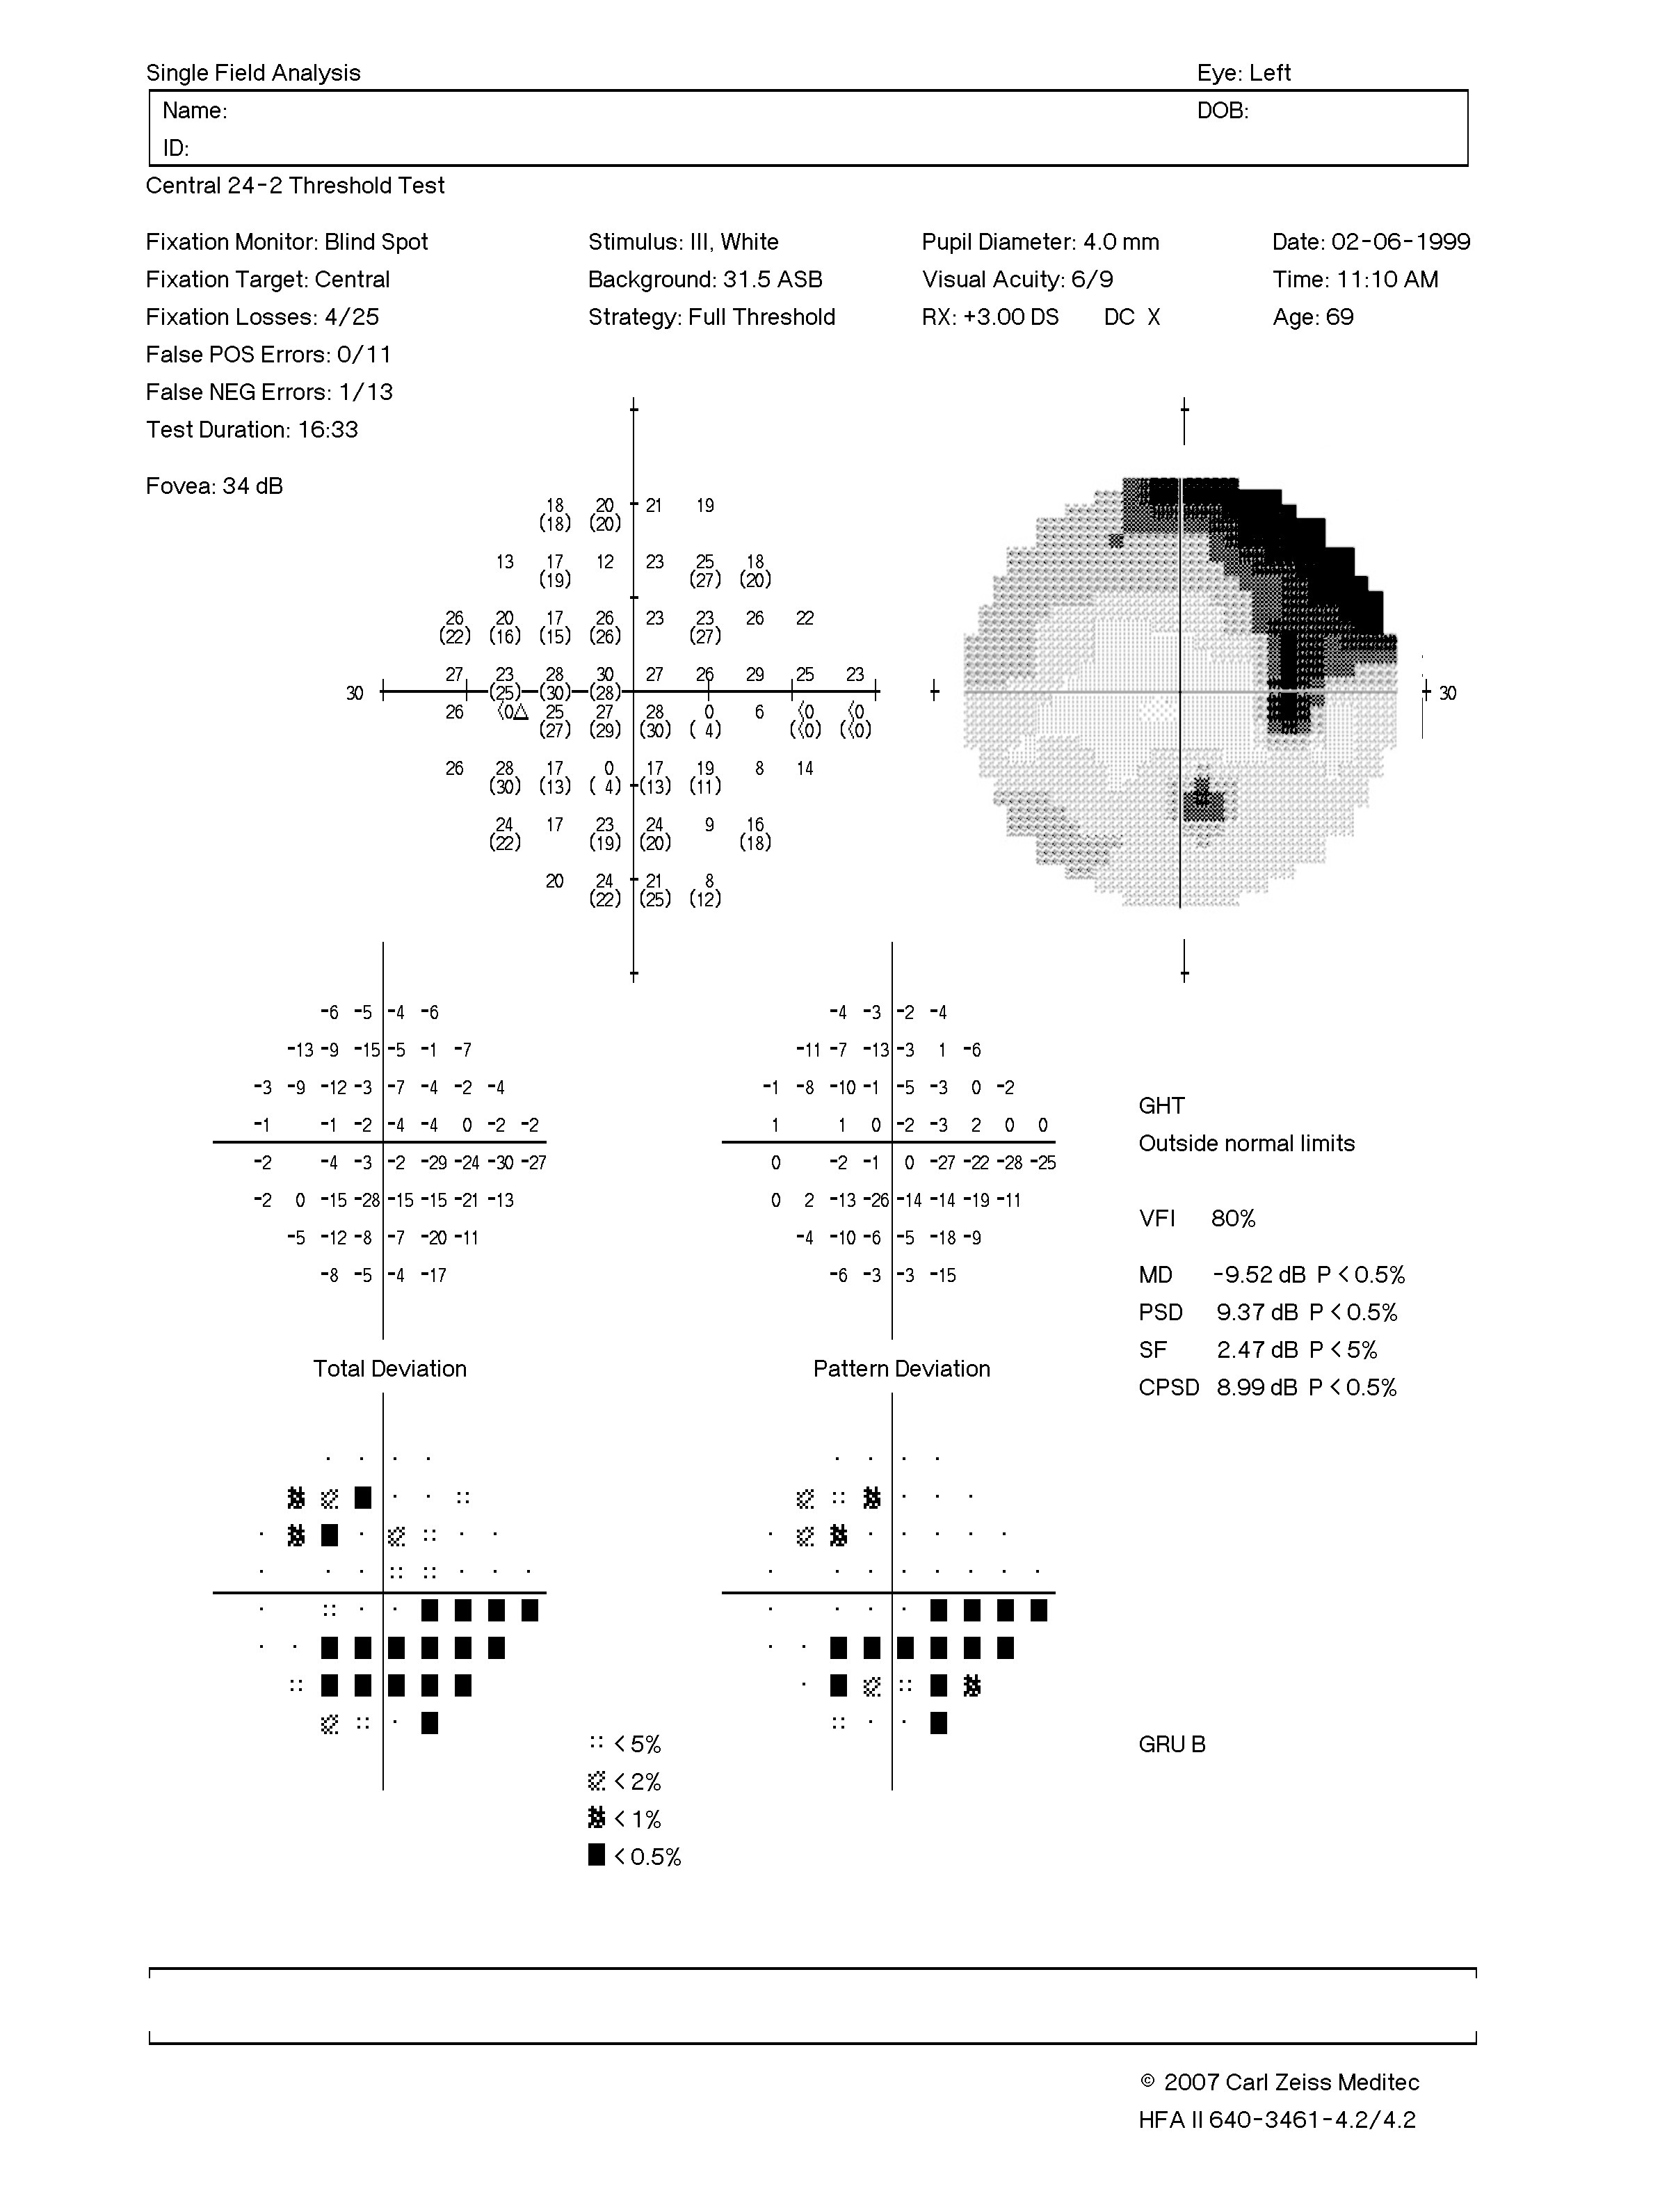 Single Field Analysis Eye: Left
Name: DOB:
ID:
Central 24-2 Threshold Test
Fixation Monitor: Blind Spot Stimulus: III, White Pupil Diameter: 4.0 mm Date: 02-06-1999
Fixation Target: Central Background: 31.5 ASB Visual Acuity: 6/9 Time: 11:10 AM
Fixation Losses: 4/25 Strategy: Full Threshold RX: +3.00 DS DC X Age: 69
False POS Errors: 0/11
False NEG Errors: 1/13
Test Duration: 16:33
Fovea: 34 dB
18 20 21 19
(18) (20)
13 17 12 23 25 18
(19) (27) (20)
26 20 17 26 23 23 26 22
(22) (16) (15) (26) (27)
27 23 28 30 27 26 29 25 23
30 (25) (30) (28) 30
26 <0 25 27 28 0 6 <0 <0
(27) (29) (30) ( 4) (<0) (<0)
26 28 17 0 17 19 8 14
(30) (13) ( 4) (13) (11)
24 17 23 24 9 16
(22) (19) (20) (18)
20 24 21 8
(22) (25) (12)
-6 -5 -4 -6 -4 -3 -2 -4
-13 -9 -15 -5 -1 -7 -11 -7 -13 -3 1 -6
-3 -9 -12 -3 -7 -4 -2 -4 -1 -8 -10 -1 -5 -3 0 -2
GHT
-1 -1 -2 -4 -4 0 -2 -2 1 1 0 -2 -3 2 0 0
Outside normal limits
-2 -4 -3 -2 -29 -24 -30 -27 0 -2 -1 0 -27 -22 -28 -25
-2 0 -15 -28 -15 -15 -21 -13 0 2 -13 -26 -14 -14 -19 -11
VFI 80%
-5 -12 -8 -7 -20 -11 -4 -10 -6 -5 -18 -9
-8 -5 -4 -17 -6 -3 -3 -15
MD -9.52 dB P < 0.5%
PSD 9.37 dB P < 0.5%
SF 2.47 dB P < 5%
Total Deviation Pattern Deviation
CPSD 8.99 dB P < 0.5%
< 5% GRU B
< 2%
< 1%
< 0.5%
© 2007 Carl Zeiss Meditec
HFA II 640-3461-4.2/4.2